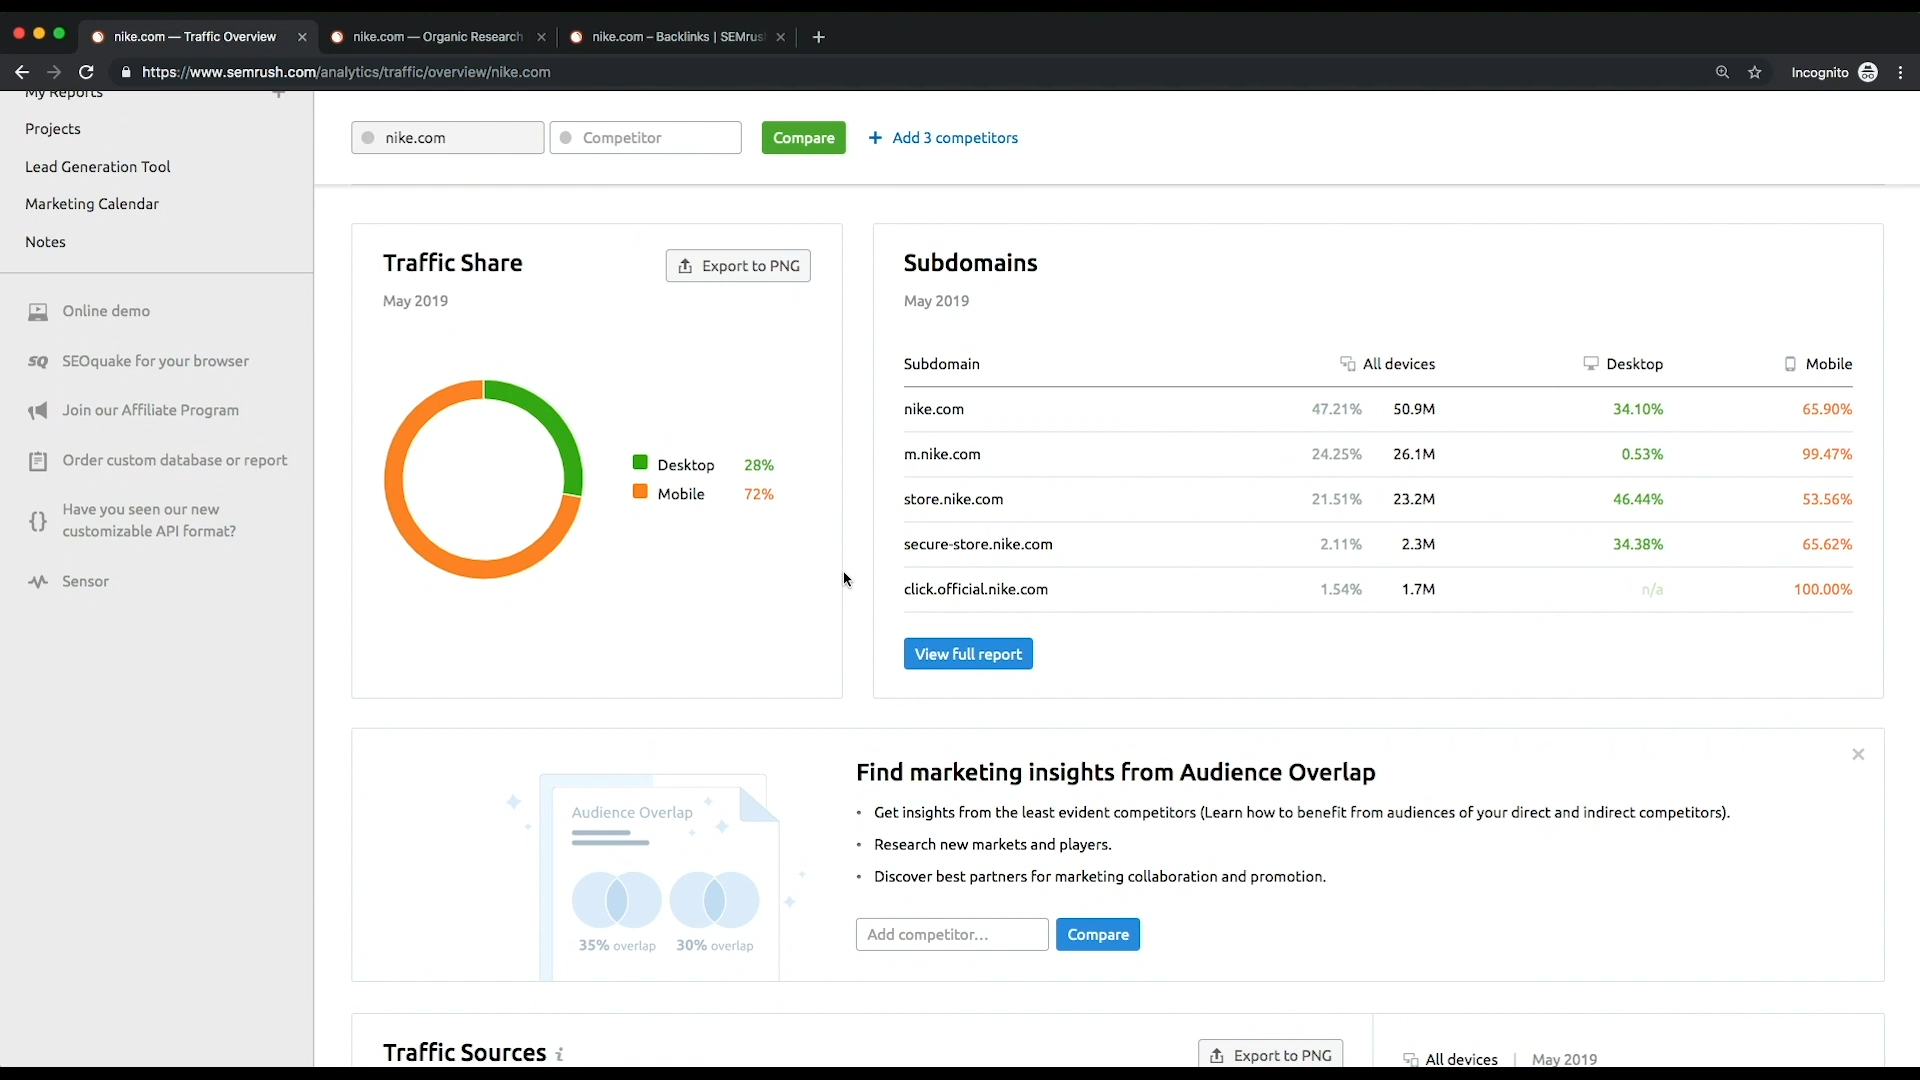 nike.com — Traffic Overview
nike.com — Organic Research
nike.com – Backlinks | SEMrus
https://www.semrush.com/analytics/traffic/overview/nike.com
Incognito
My Reports
Projects
Lead Generation Tool
Marketing Calendar
Notes
Online demo
SQ SEOquake for your browser
Join our Affiliate Program
Order custom database or report
{} Have you seen our new
customizable API format?
Sensor
nike.com
Competitor
Compare
+ Add 3 competitors
Traffic Share
Export to PNG
May 2019
Desktop 28%
Mobile 72%
Subdomains
May 2019
Subdomain All devices Desktop Mobile
nike.com 47.21% 50.9M 34.10% 65.90%
m.nike.com 24.25% 26.1M 0.53% 99.47%
store.nike.com 21.51% 23.2M 46.44% 53.56%
secure-store.nike.com 2.11% 2.3M 34.38% 65.62%
click.official.nike.com 1.54% 1.7M n/a 100.00%
View full report
Audience Overlap
35% overlap 30% overlap
Find marketing insights from Audience Overlap
• Get insights from the least evident competitors (Learn how to benefit from audiences of your direct and indirect competitors).
• Research new markets and players.
• Discover best partners for marketing collaboration and promotion.
Add competitor...
Compare
Traffic Sources i
Export to PNG
All devices | May 2019